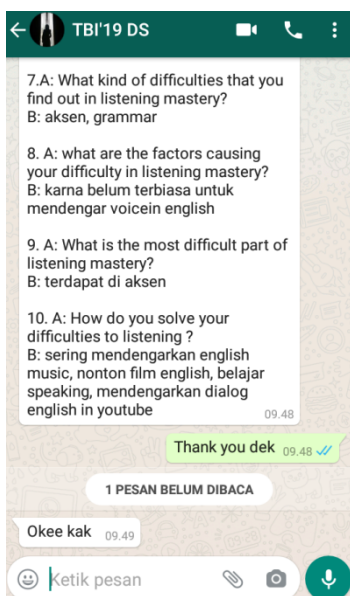 TBI'19 DS
7.A: What kind of difficulties that you
find out in listening mastery?
B: aksen, grammar
8. A: what are the factors causing
your difficulty in listening mastery?
B: karna belum terbiasa untuk
mendengar voicein english
9. A: What is the most difficult part of
listening mastery?
B: terdapat di aksen
10. A: How do you solve your
difficulties to listening ?
B: sering mendengarkan english
music, nonton film english, belajar
speaking, mendengarkan dialog
english in youtube
09.48
Thank you dek 09.48
1 PESAN BELUM DIBACA
Okee kak 09.49
Ketik pesan